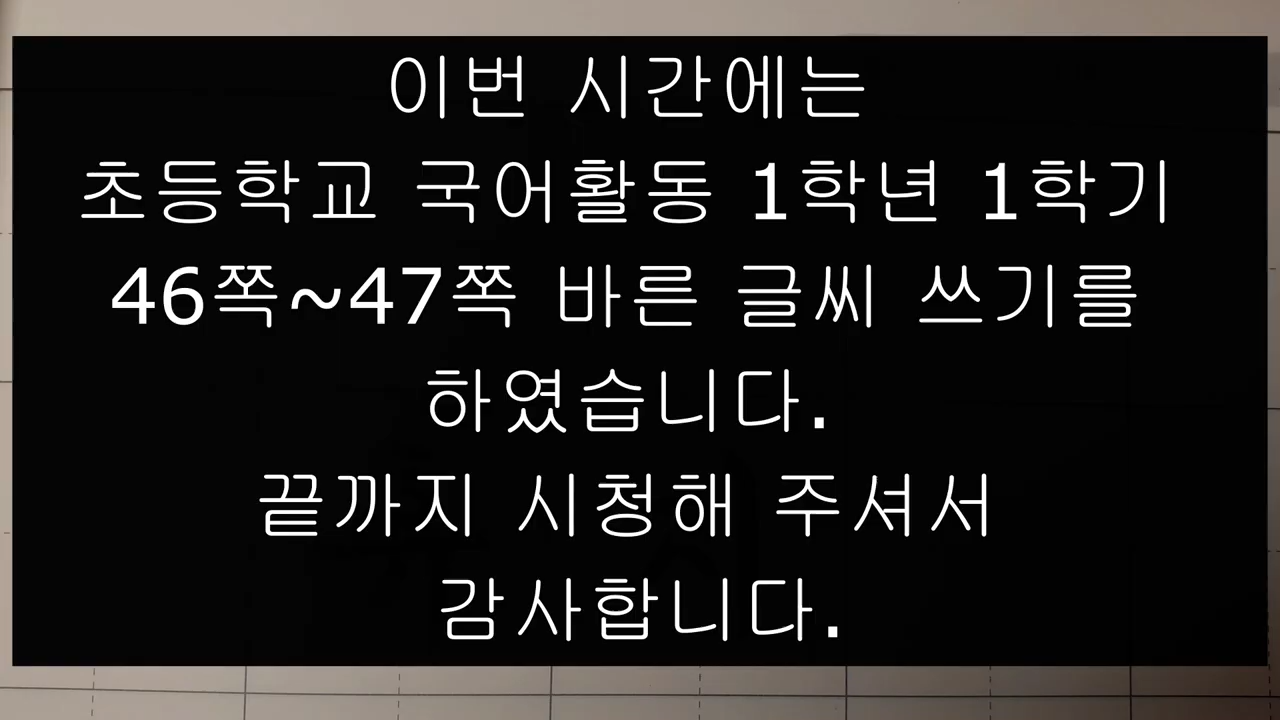 이번 시간에는
초등학교 국어활동 1학년 1학기
46쪽~47쪽 바른 글씨 쓰기를
하였습니다.
끝까지 시청해 주셔서
감사합니다.